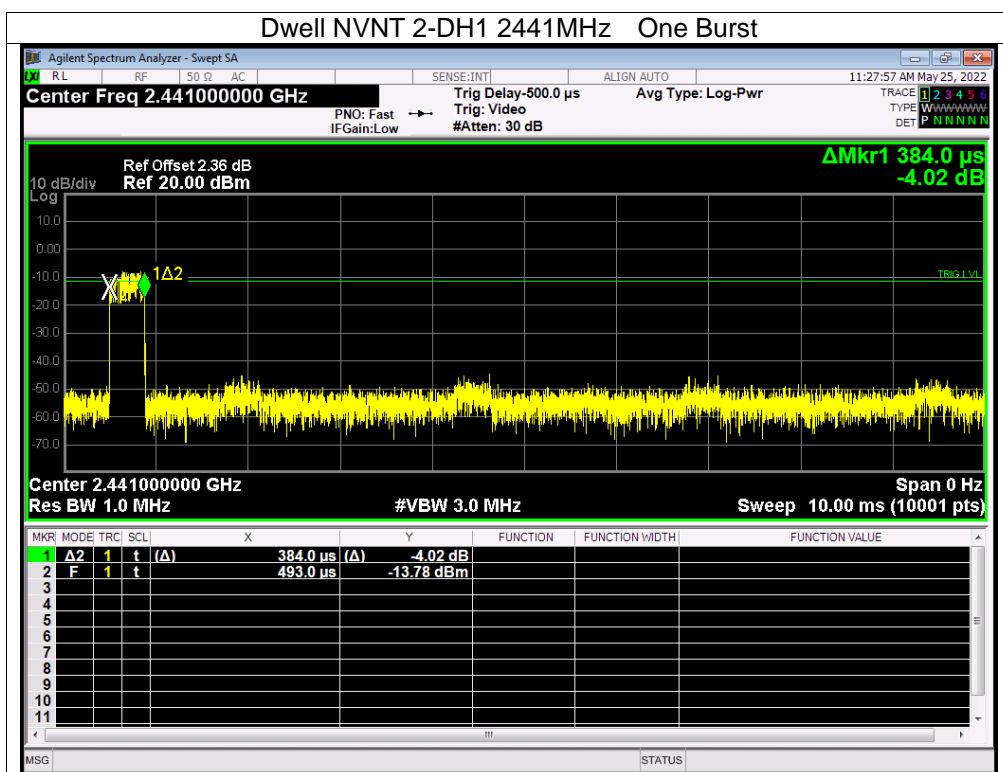 Dwell NVNT 2-DH1 2441MHz One Burst
Agilent Spectrum Analyzer - Swept SA
LXI RL RF 50 Ω AC SENSE:INT ALIGN AUTO 11:27:57 AM May 25, 2022
Center Freq 2.441000000 GHz
PNO: Fast
IFGain:Low
Trig Delay-500.0 µs
Trig: Video
#Atten: 30 dB
Avg Type: Log-Pwr
TRACE 1 2 3 4 5 6
TYPE WWWWWW
DET P N N N N N
ΔMkr1 384.0 µs
-4.02 dB
Ref Offset 2.36 dB
10 dB/div Ref 20.00 dBm
Log
10.0
0.00
-10.0
-20.0
-30.0
-40.0
-50.0
-60.0
-70.0
X2
1Δ2
TRIG LVL
Center 2.441000000 GHz Span 0 Hz
Res BW 1.0 MHz #VBW 3.0 MHz Sweep 10.00 ms (10001 pts)
MKR MODE TRC SCL X Y FUNCTION FUNCTION WIDTH FUNCTION VALUE
1 Δ2 1 t (Δ) 384.0 µs (Δ) -4.02 dB
2 F 1 t 493.0 µs -13.78 dBm
3
4
5
6
7
8
9
10
11
MSG STATUS